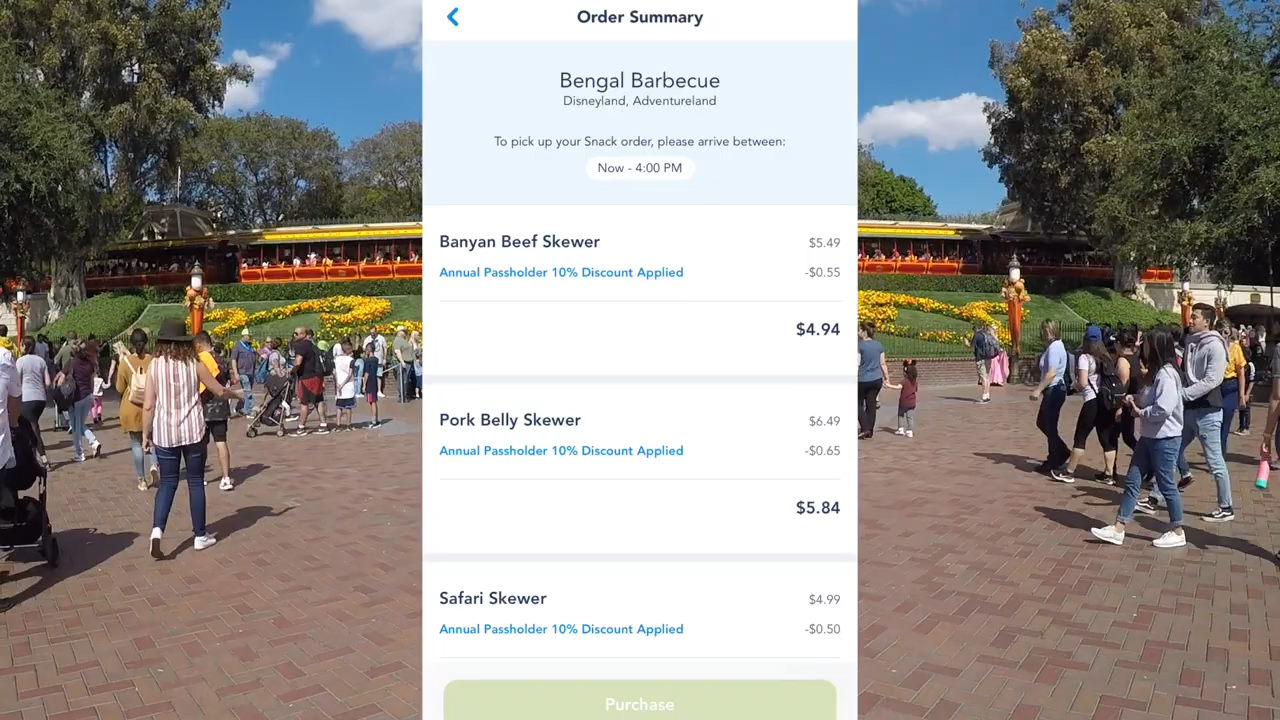 Order Summary
Bengal Barbecue
Disneyland, Adventureland
To pick up your Snack order, please arrive between:
Now - 4:00 PM
Banyan Beef Skewer $5.49
Annual Passholder 10% Discount Applied -$0.55
$4.94
Pork Belly Skewer $6.49
Annual Passholder 10% Discount Applied -$0.65
$5.84
Safari Skewer $4.99
Annual Passholder 10% Discount Applied -$0.50
Purchase